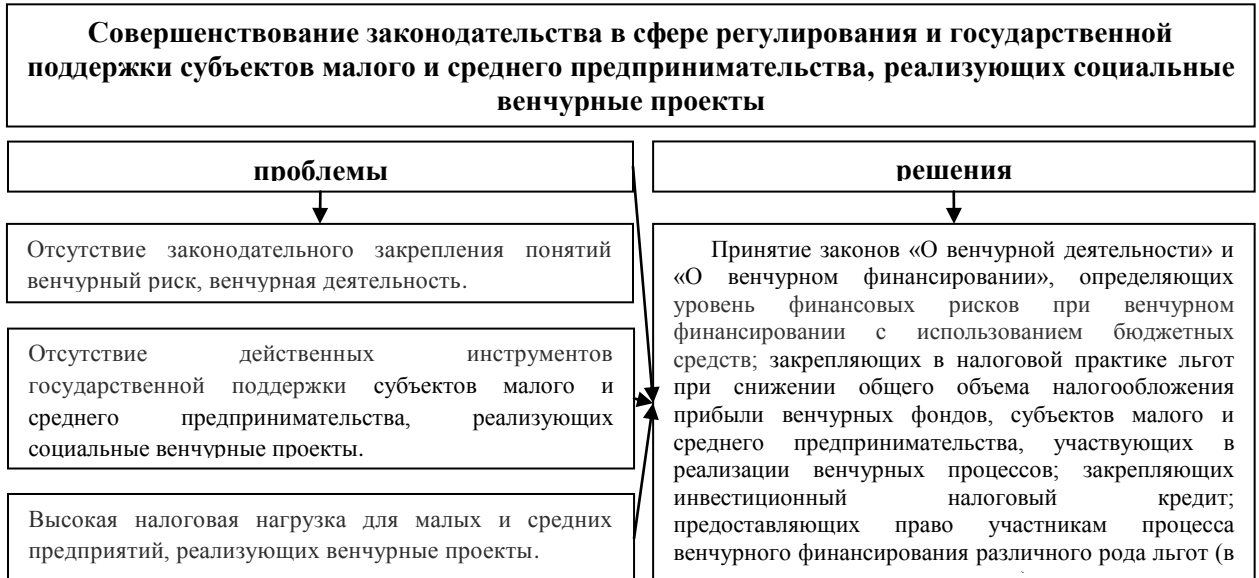 Совершенствование законодательства в сфере регулирования и государственной
поддержки субъектов малого и среднего предпринимательства, реализующих социальные
венчурные проекты
проблемы
Отсутствие законодательного закрепления понятий
венчурный риск, венчурная деятельность.
Отсутствие действенных инструментов
государственной поддержки субъектов малого и
среднего предпринимательства, реализующих
социальные венчурные проекты.
Высокая налоговая нагрузка для малых и средних
предприятий, реализующих венчурные проекты.
решения
Принятие законов «О венчурной деятельности» и
«О венчурном финансировании», определяющих
уровень финансовых рисков при венчурном
финансировании с использованием бюджетных
средств; закрепляющих в налоговой практике льгот
при снижении общего объема налогообложения
прибыли венчурных фондов, субъектов малого и
среднего предпринимательства, участвующих в
реализации венчурных процессов; закрепляющих
инвестиционный налоговый кредит;
предоставляющих право участникам процесса
венчурного финансирования различного рода льгот (в